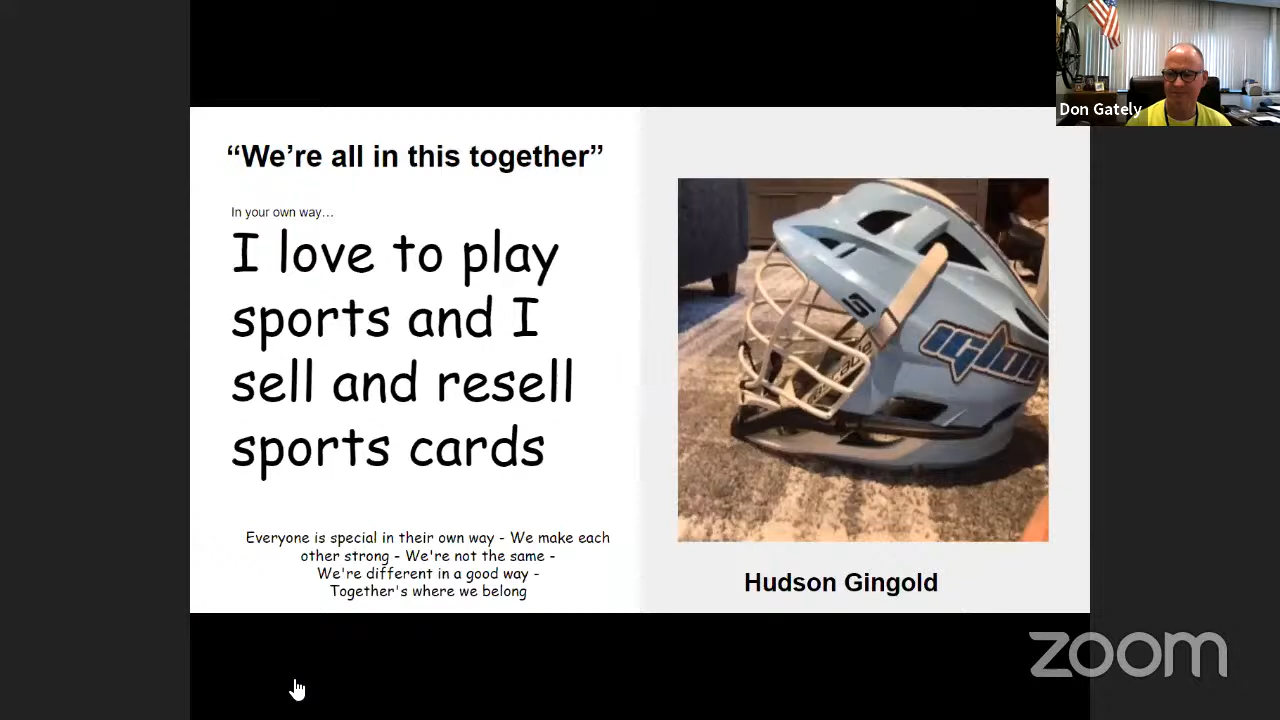 Don Gately
“We’re all in this together”
In your own way…
I love to play
sports and I
sell and resell
sports cards
Everyone is special in their own way - We make each
other strong - We're not the same -
We're different in a good way -
Together's where we belong
S
igloo
Hudson Gingold
zoom